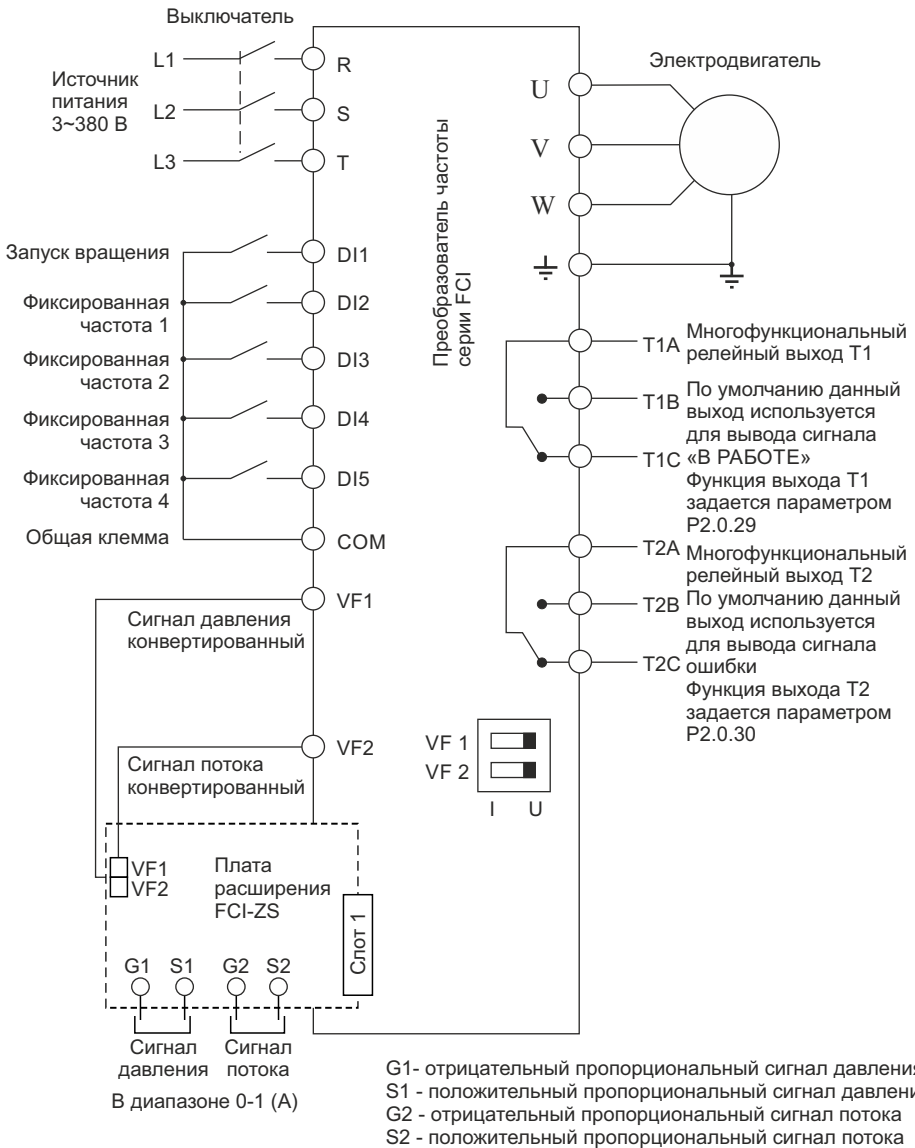 Выключатель
L1
R
Источник
питания
3~380 В
L2
S
L3
T
Преобразователь частоты
серии FCI
Электродвигатель
U
V
W
Запуск вращения
DI1
Фиксированная
частота 1
DI2
Фиксированная
частота 2
DI3
Фиксированная
частота 3
DI4
Фиксированная
частота 4
DI5
Общая клемма
COM
T1A
Многофункциональный
релейный выход T1
T1B
По умолчанию данный
выход используется
для вывода сигнала
T1C
«В РАБОТЕ»
Функция выхода T1
задается параметром
P2.0.29
T2A
Многофункциональный
релейный выход T2
T2B
По умолчанию данный
выход используется
для вывода сигнала
T2C
ошибки
Функция выхода T2
задается параметром
P2.0.30
VF1
Сигнал давления
конвертированный
VF2
Сигнал потока
конвертированный
VF 1
VF 2
I U
VF1
VF2
Плата
расширения
FCI-ZS
Слот 1
G1 S1 G2 S2
Сигнал
давления
Сигнал
потока
В диапазоне 0-1 (А)
G1- отрицательный пропорциональный сигнал давления
S1 - положительный пропорциональный сигнал давлени
G2 - отрицательный пропорциональный сигнал потока
S2 - положительный пропорциональный сигнал потока